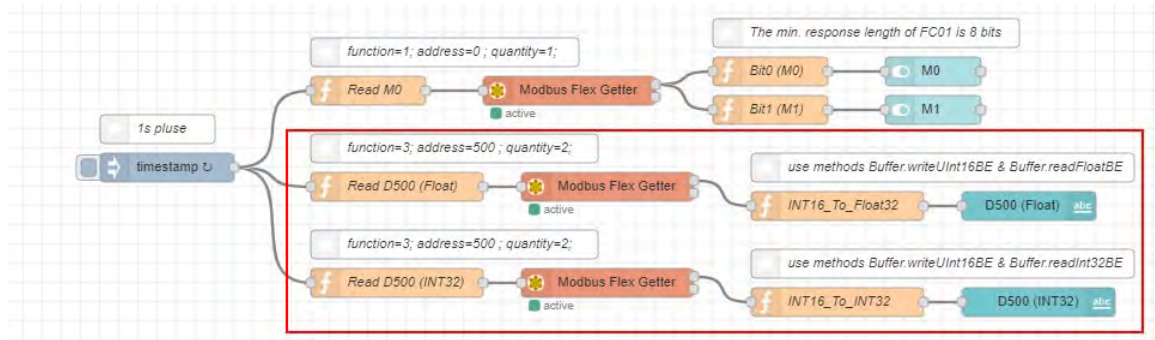 The min. response length of FC01 is 8 bits
function=1; address=0 ; quantity=1;
Read M0
Modbus Flex Getter
active
Bit0 (M0)
M0
Bit1 (M1)
M1
1s pluse
timestamp ↻
function=3; address=500 ; quantity=2;
Read D500 (Float)
Modbus Flex Getter
active
use methods Buffer.writeUInt16BE & Buffer.readFloatBE
INT16_To_Float32
D500 (Float) abc
function=3; address=500 ; quantity=2;
Read D500 (INT32)
Modbus Flex Getter
active
use methods Buffer.writeUInt16BE & Buffer.readInt32BE
INT16_To_INT32
D500 (INT32) abc